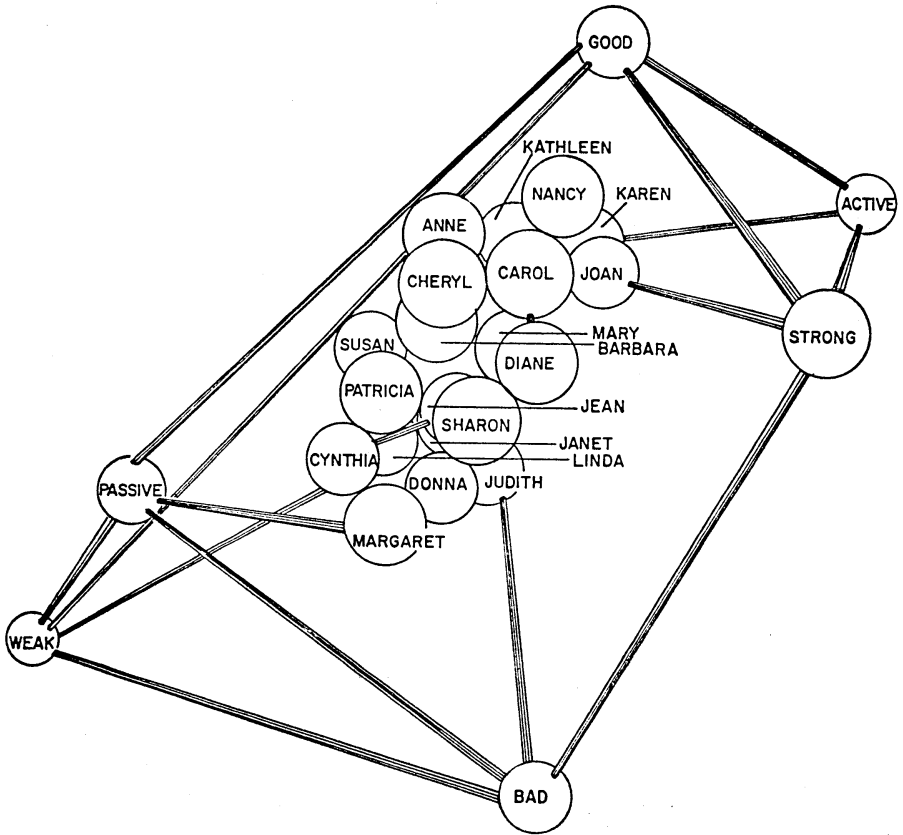 GOOD
KATHLEEN
NANCY
KAREN
ACTIVE
ANNE
CHERYL
CAROL
JOAN
MARY
STRONG
SUSAN
BARBARA
DIANE
PATRICIA
JEAN
SHARON
JANET
CYNTHIA
LINDA
PASSIVE
DONNA
JUDITH
MARGARET
WEAK
BAD